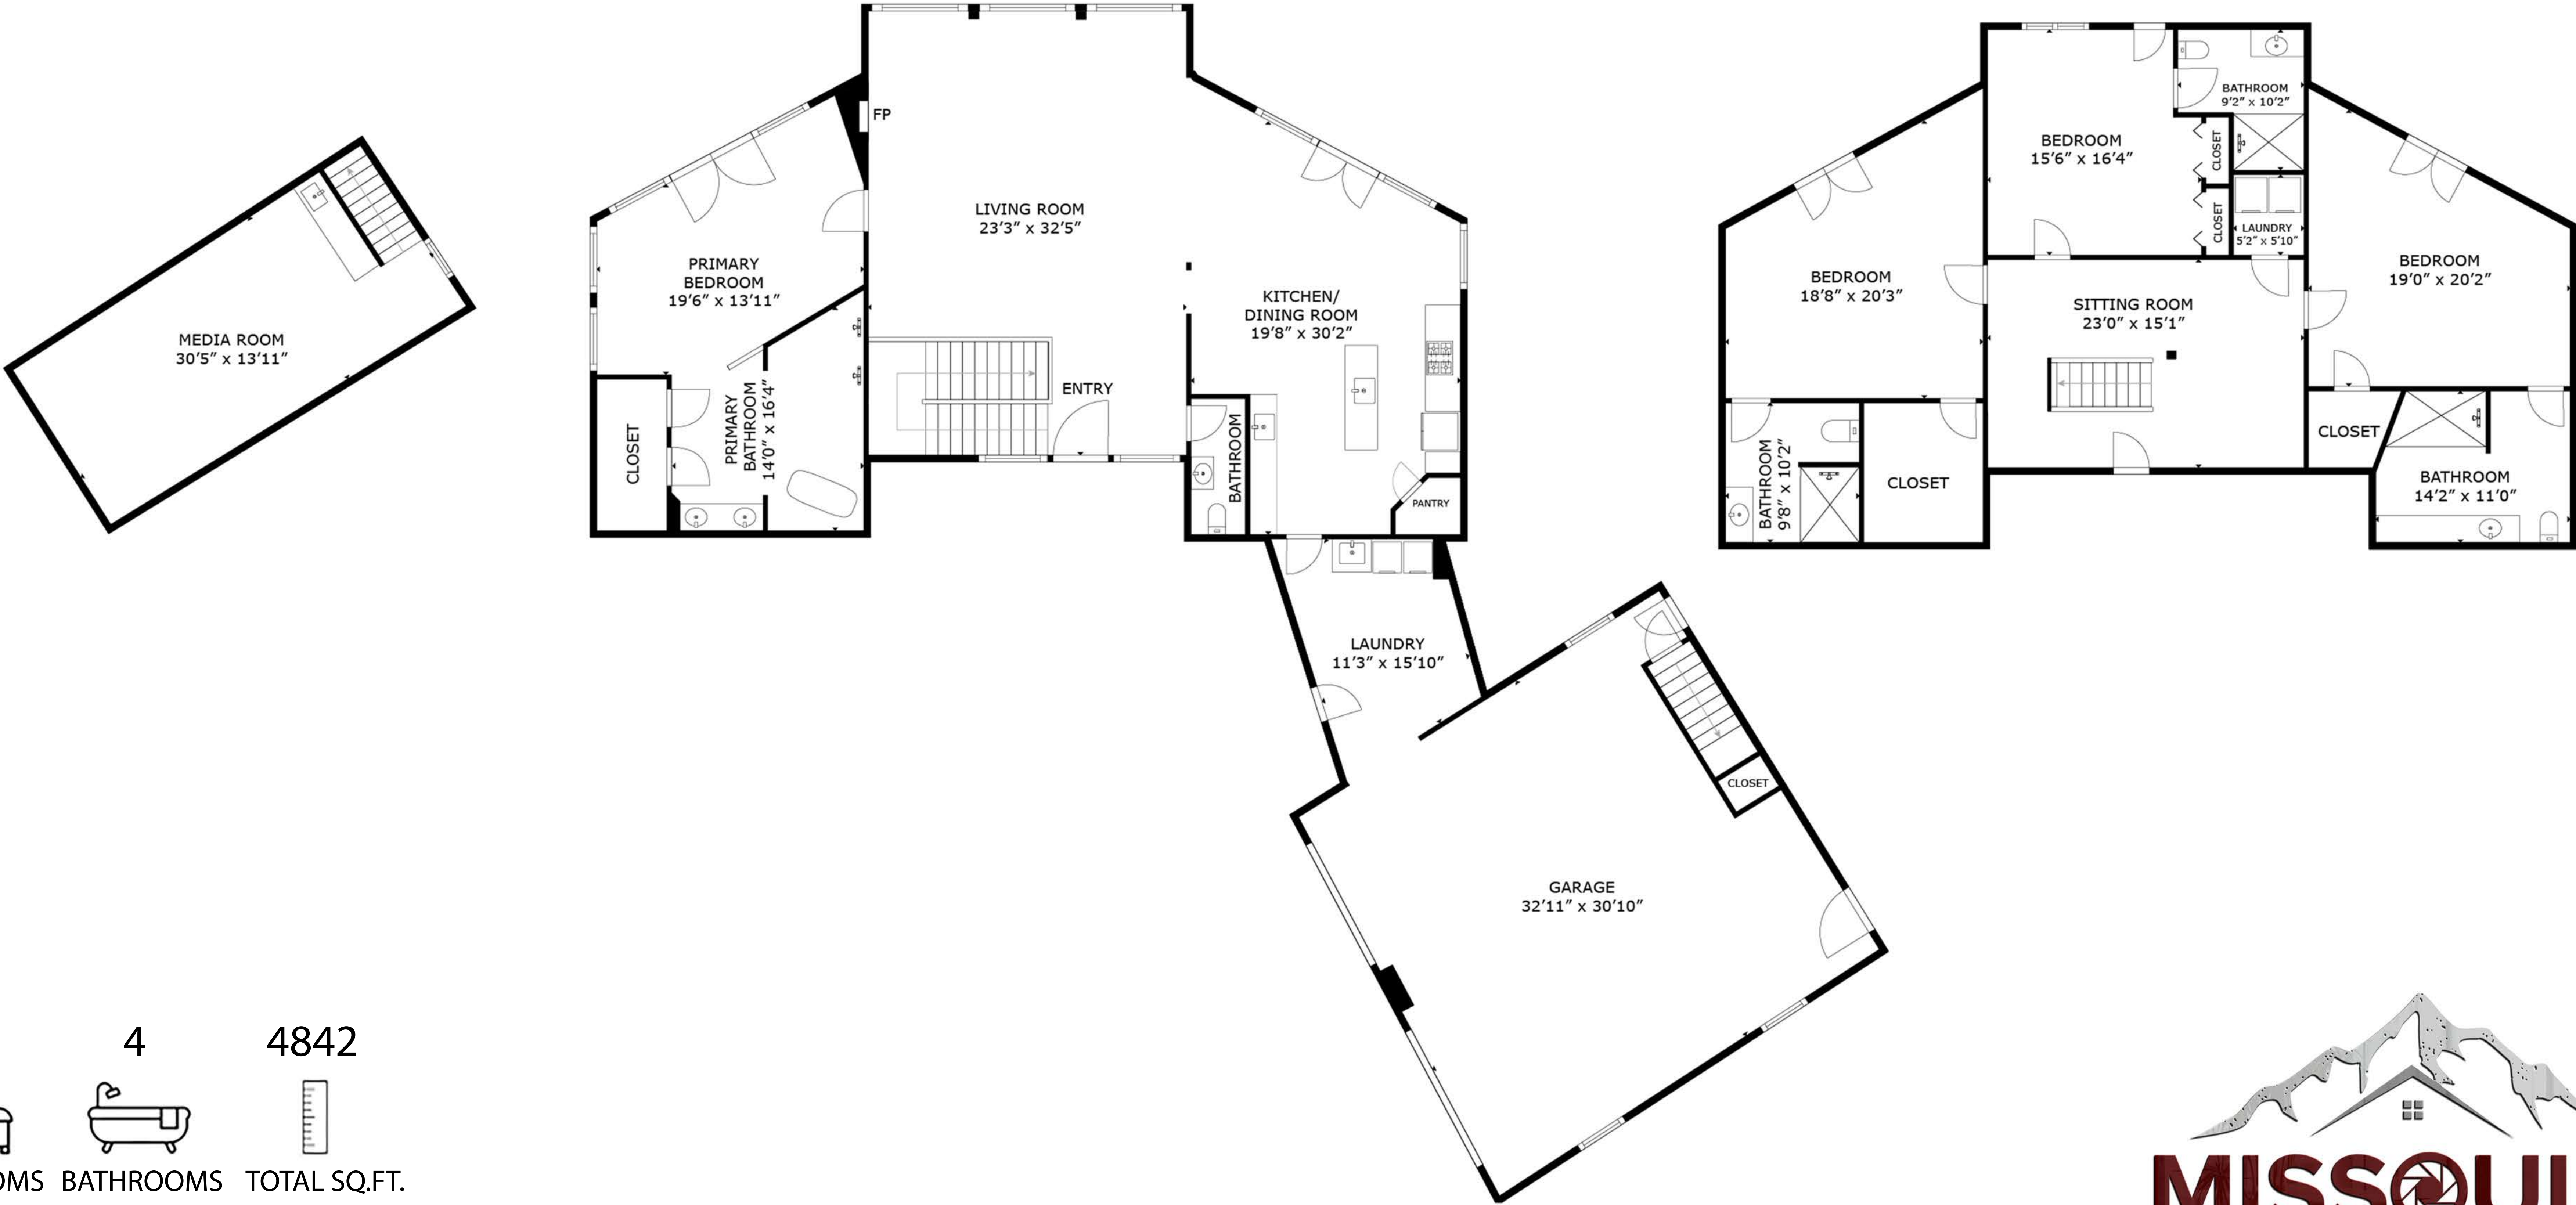 MEDIA ROOM
30'5" x 13'11"
FP
LIVING ROOM
23'3" x 32'5"
PRIMARY
BEDROOM
19'6" x 13'11"
KITCHEN/
DINING ROOM
19'8" x 30'2"
ENTRY
CLOSET
PRIMARY
BATHROOM
14'0" x 16'4"
BATHROOM
PANTRY
LAUNDRY
11'3" x 15'10"
CLOSET
GARAGE
32'11" x 30'10"
BATHROOM
9'2" x 10'2"
BEDROOM
15'6" x 16'4"
CLOSET
CLOSET
LAUNDRY
5'2" x 5'10"
BEDROOM
18'8" x 20'3"
SITTING ROOM
23'0" x 15'1"
BEDROOM
19'0" x 20'2"
CLOSET
BATHROOM
9'8" x 10'2"
CLOSET
BATHROOM
14'2" x 11'0"
4 4842
OMS BATHROOMS TOTAL SQ.FT.
MISSOUL